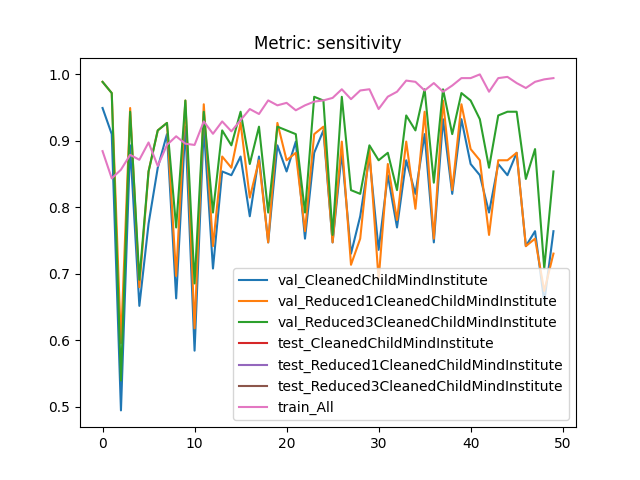 Metric: sensitivity
1.0
0.9
0.8
0.7
0.6
0.5
val_CleanedChildMindInstitute
val_Reduced1CleanedChildMindInstitute
val_Reduced3CleanedChildMindInstitute
test_CleanedChildMindInstitute
test_Reduced1CleanedChildMindInstitute
test_Reduced3CleanedChildMindInstitute
train_All
0 10 20 30 40 50